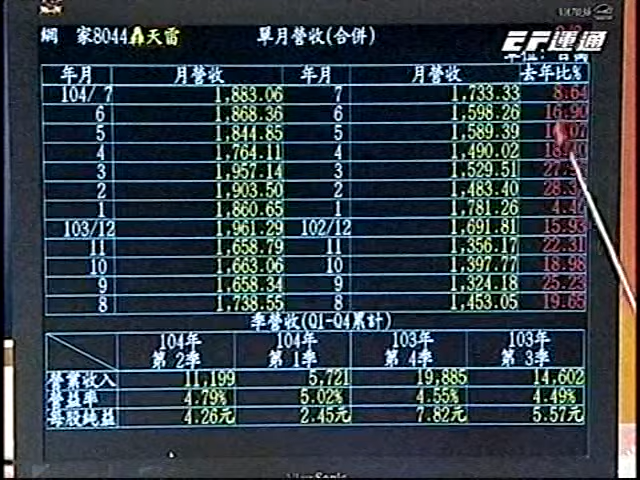 網 家8044轟天雷 單月營收(合併)
EF運通
年月 月營收 年月 月營收 去年比%
104/ 7 1,883.06 7 1,733.33 8.64
6 1,868.36 6 1,598.26 16.90
5 1,844.85 5 1,589.39
4 1,764.11 4 1,490.02
3 1,957.14 3 1,529.51
2 1,903.50 2 1,483.40
1 1,860.65 1 1,781.26
103/12 1,961.29 102/12 1,691.81 15.93
11 1,658.79 11 1,356.17 22.31
10 1,663.06 10 1,397.77 18.98
9 1,658.34 9 1,324.18 25.23
8 1,738.55 8 1,453.05 19.65
季營收(Q1-Q4累計)
104年 104年 103年 103年
第 2季 第 1季 第 4季 第 3季
營業收入 11,199 5,721 19,885 14,602
營益率 4.79% 5.02% 4.55% 4.49%
每股純益 4.26元 2.45元 7.82元 5.57元
ViewSonic